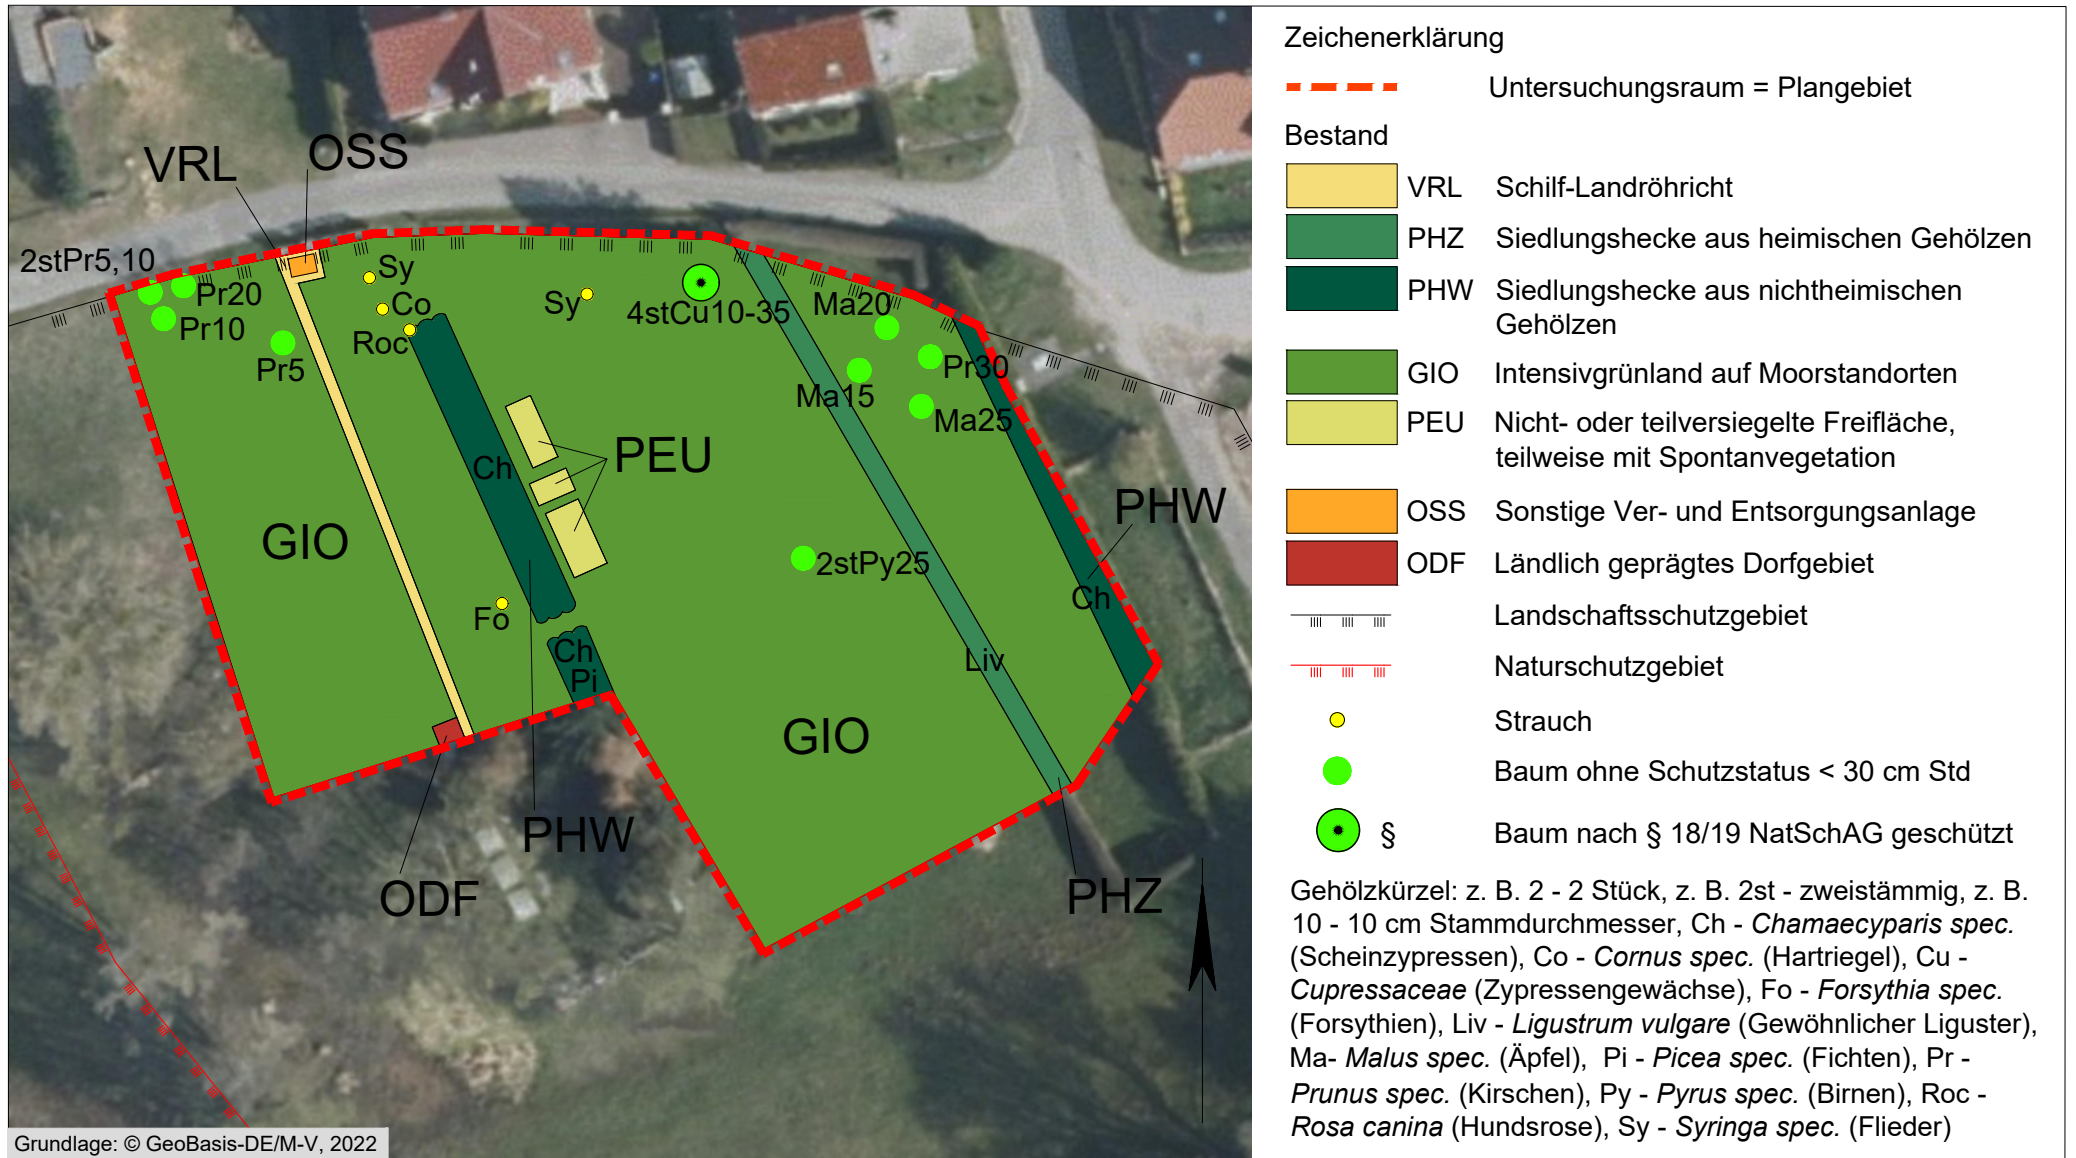 VRL
OSS
2stPr5,10
Pr20
Pr10
Pr5
Sy
Co
Roc
Sy
4stCu10-35
Ma20
Pr30
Ma15
Ma25
Ch
PEU
PHW
GIO
2stPy25
Ch
Fo
Ch
Pi
Liv
GIO
PHW
ODF
PHZ
Grundlage: © GeoBasis-DE/M-V, 2022
Zeichenerklärung
Untersuchungsraum = Plangebiet
Bestand
VRL Schilf-Landröhricht
PHZ Siedlungshecke aus heimischen Gehölzen
PHW Siedlungshecke aus nichtheimischen
Gehölzen
GIO Intensivgrünland auf Moorstandorten
PEU Nicht- oder teilversiegelte Freifläche,
teilweise mit Spontanvegetation
OSS Sonstige Ver- und Entsorgungsanlage
ODF Ländlich geprägtes Dorfgebiet
Landschaftsschutzgebiet
Naturschutzgebiet
Strauch
Baum ohne Schutzstatus < 30 cm Std
§ Baum nach § 18/19 NatSchAG geschützt
Gehölzkürzel: z. B. 2 - 2 Stück, z. B. 2st - zweistämmig, z. B.
10 - 10 cm Stammdurchmesser, Ch - Chamaecyparis spec.
(Scheinzypressen), Co - Cornus spec. (Hartriegel), Cu -
Cupressaceae (Zypressengewächse), Fo - Forsythia spec.
(Forsythien), Liv - Ligustrum vulgare (Gewöhnlicher Liguster),
Ma- Malus spec. (Äpfel), Pi - Picea spec. (Fichten), Pr -
Prunus spec. (Kirschen), Py - Pyrus spec. (Birnen), Roc -
Rosa canina (Hundsrose), Sy - Syringa spec. (Flieder)